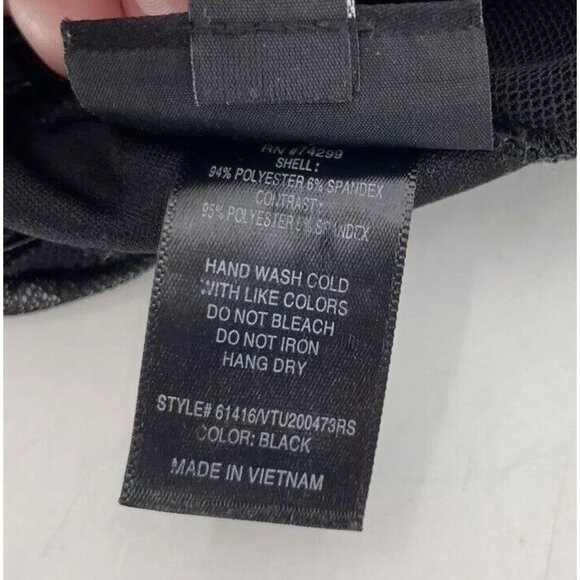 RN #74299
SHELL:
94% POLYESTER 6% SPANDEX
CONTRAST:
95% POLYESTER 5% SPANDEX
HAND WASH COLD
WITH LIKE COLORS
DO NOT BLEACH
DO NOT IRON
HANG DRY
STYLE# 61416/VTU200473RS
COLOR: BLACK
MADE IN VIETNAM